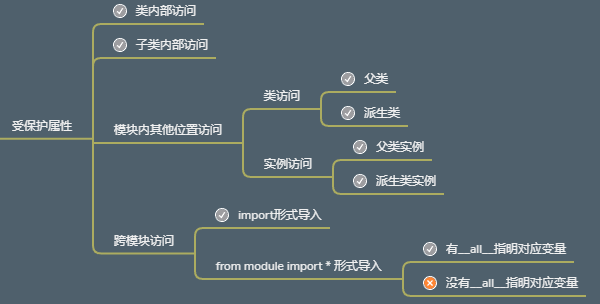 类内部访问
子类内部访问
受保护属性
模块内其他位置访问
类访问
父类
派生类
实例访问
父类实例
派生类实例
跨模块访问
import形式导入
from module import * 形式导入
有__all__指明对应变量
没有__all__指明对应变量